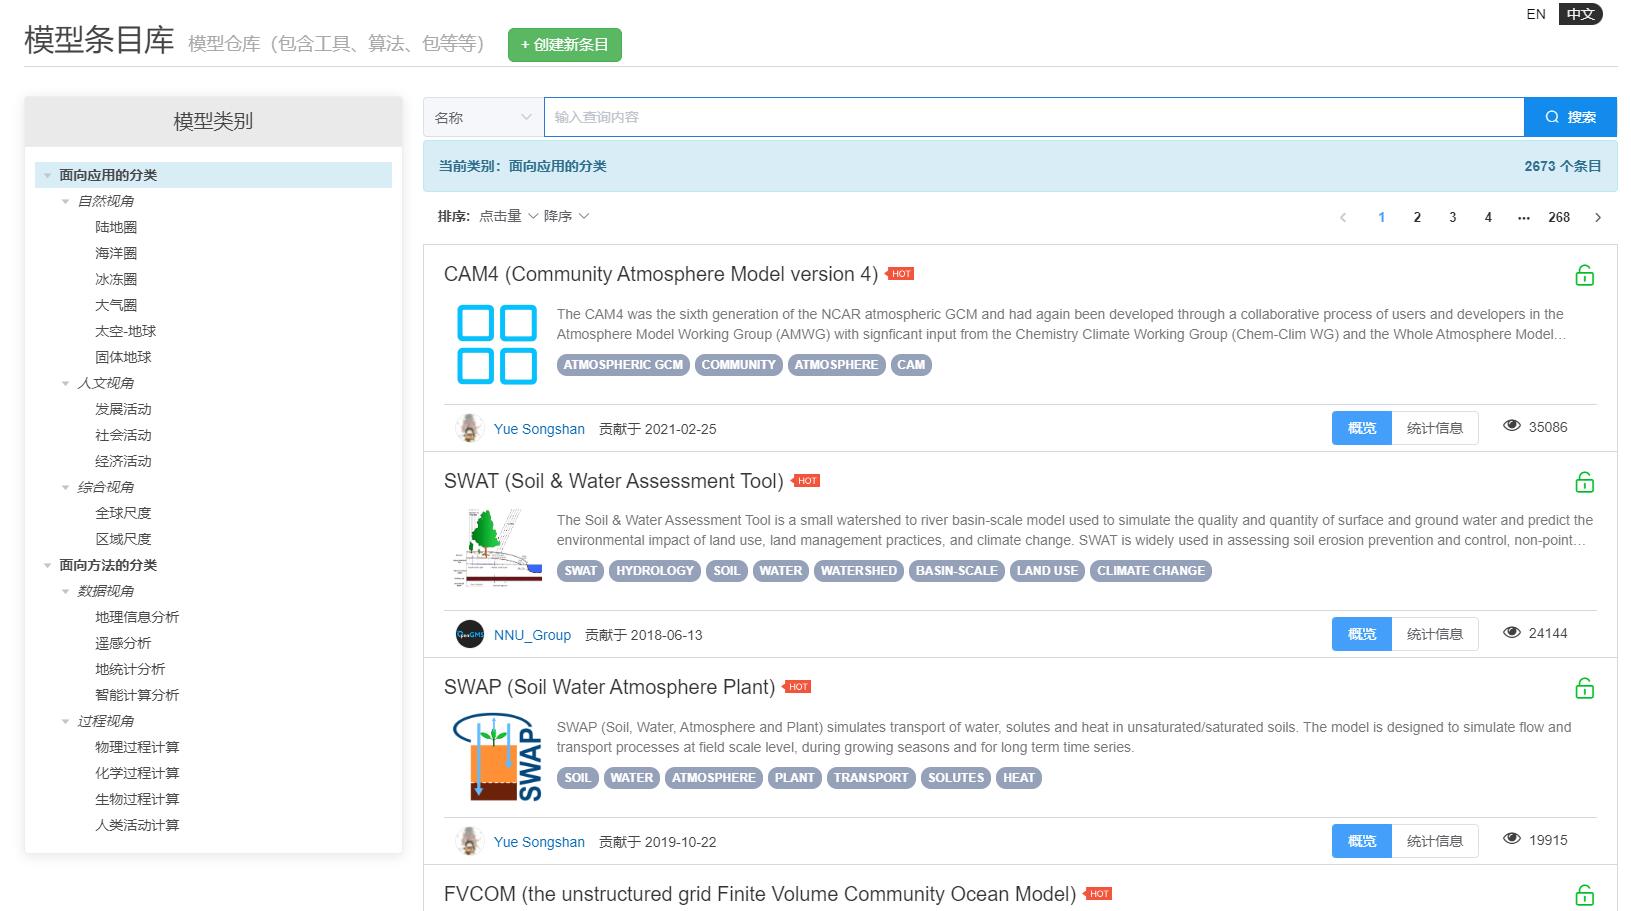 EN 中文
模型条目库 模型仓库（包含工具、算法、包等等） + 创建新条目
模型类别
面向应用的分类
自然视角
陆地圈
海洋圈
冰冻圈
大气圈
太空-地球
固体地球
人文视角
发展活动
社会活动
经济活动
综合视角
全球尺度
区域尺度
面向方法的分类
数据视角
地理信息分析
遥感分析
地统计分析
智能计算分析
过程视角
物理过程计算
化学过程计算
生物过程计算
人类活动计算
名称 输入查询内容 搜索
当前类别：面向应用的分类 2673 个条目
排序：点击量 降序 1 2 3 4 ... 268
CAM4 (Community Atmosphere Model version 4) HOT
The CAM4 was the sixth generation of the NCAR atmospheric GCM and had again been developed through a collaborative process of users and developers in the
Atmosphere Model Working Group (AMWG) with signficant input from the Chemistry Climate Working Group (Chem-Clim WG) and the Whole Atmosphere Model...
ATMOSPHERIC GCM COMMUNITY ATMOSPHERE CAM
Yue Songshan 贡献于 2021-02-25 概览 统计信息 35086
SWAT (Soil & Water Assessment Tool) HOT
The Soil & Water Assessment Tool is a small watershed to river basin-scale model used to simulate the quality and quantity of surface and ground water and predict the
environmental impact of land use, land management practices, and climate change. SWAT is widely used in assessing soil erosion prevention and control, non-point...
SWAT HYDROLOGY SOIL WATER WATERSHED BASIN-SCALE LAND USE CLIMATE CHANGE
NNU_Group 贡献于 2018-06-13 概览 统计信息 24144
SWAP (Soil Water Atmosphere Plant) HOT
SWAP
SWAP (Soil, Water, Atmosphere and Plant) simulates transport of water, solutes and heat in unsaturated/saturated soils. The model is designed to simulate flow and
transport processes at field scale level, during growing seasons and for long term time series.
SOIL WATER ATMOSPHERE PLANT TRANSPORT SOLUTES HEAT
Yue Songshan 贡献于 2019-10-22 概览 统计信息 19915
FVCOM (the unstructured grid Finite Volume Community Ocean Model) HOT